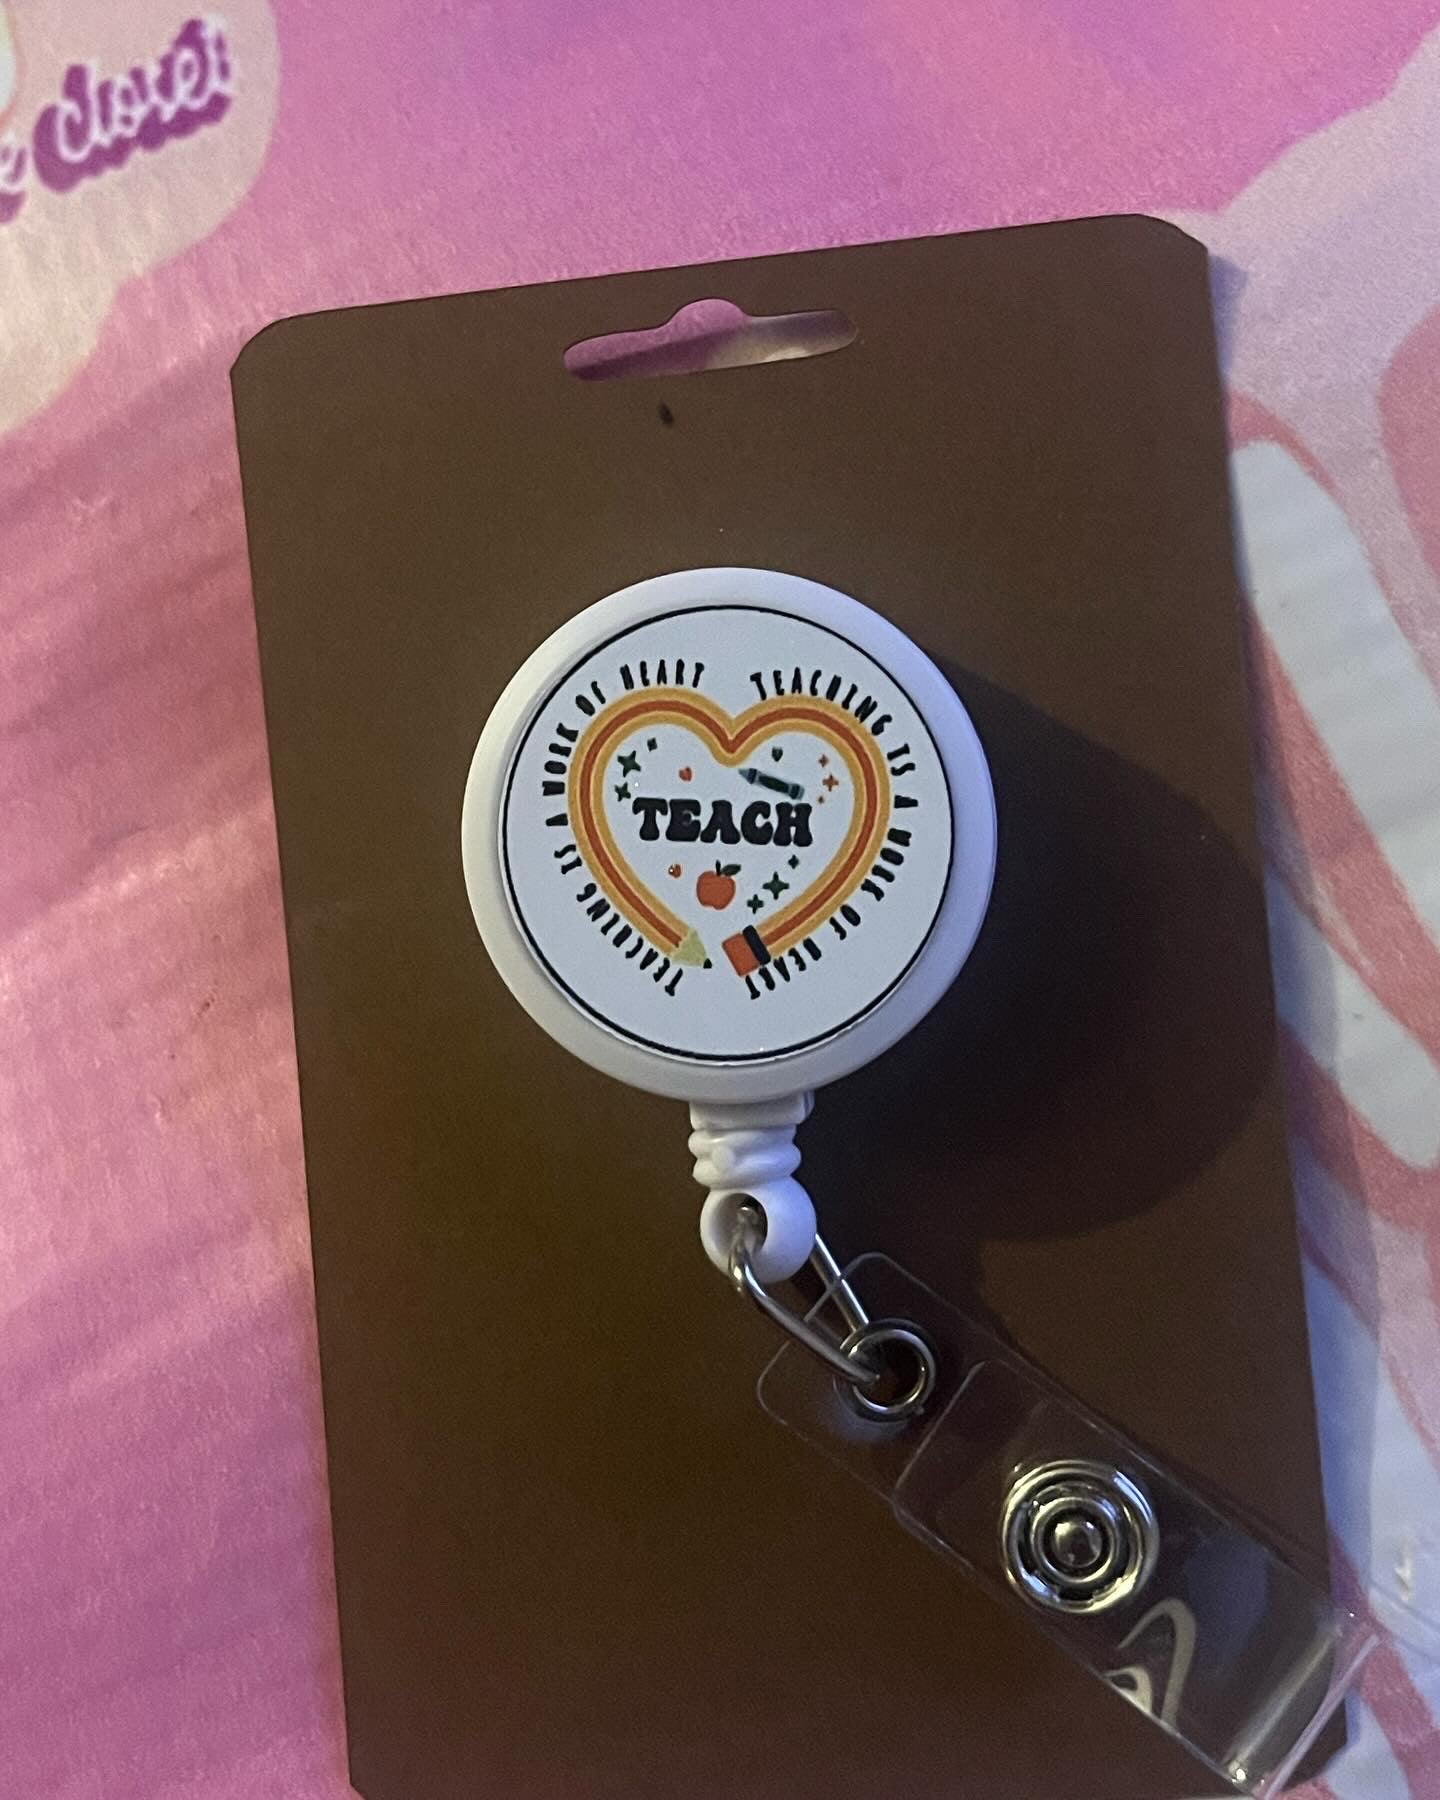 closet
TEACHING IS A WORK OF HEART
TEACHING IS A WORK OF HEART
TEACH